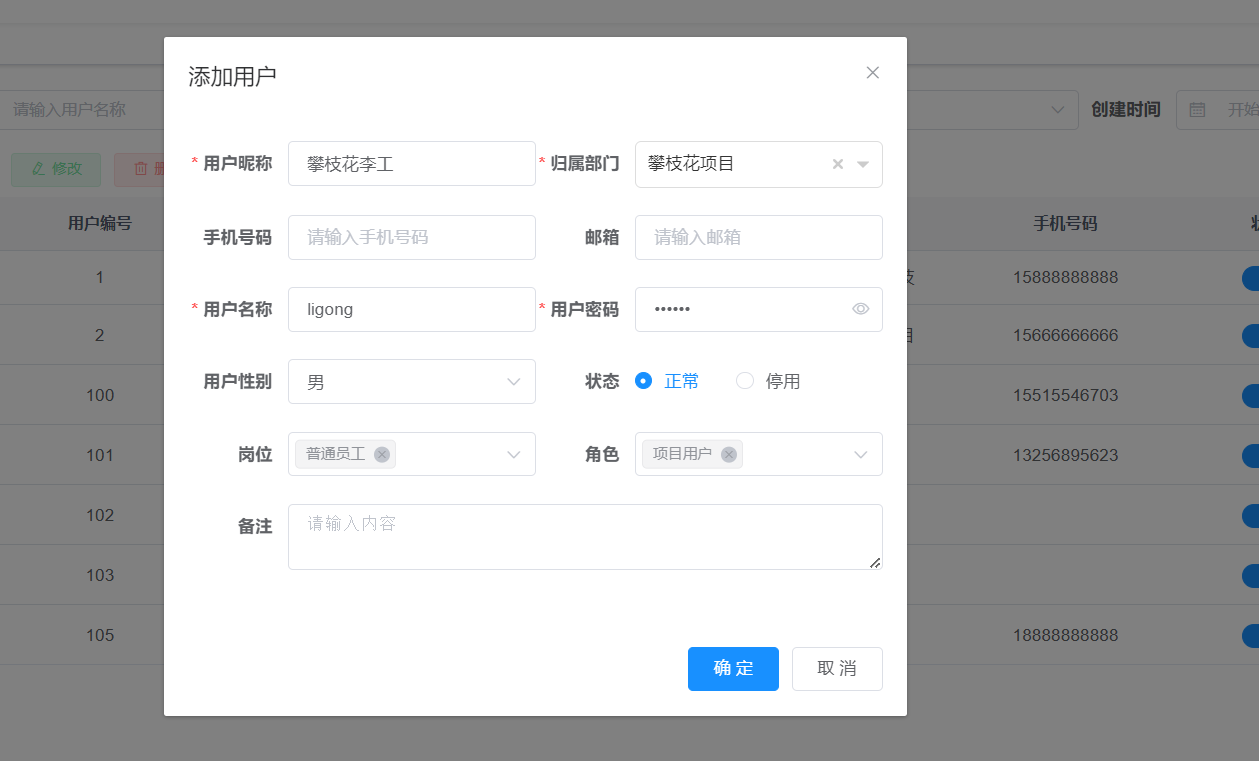 添加用户
请输入用户名称
创建时间
开始
修改
删
用户编号
手机号码
1
15888888888
2
15666666666
100
15515546703
101
13256895623
102
103
105
18888888888
* 用户昵称 攀枝花李工 * 归属部门 攀枝花项目
手机号码 请输入手机号码 邮箱 请输入邮箱
* 用户名称 ligong * 用户密码 ••••••
用户性别 男 状态 正常 停用
岗位 普通员工 角色 项目用户
备注 请输入内容
确 定 取 消